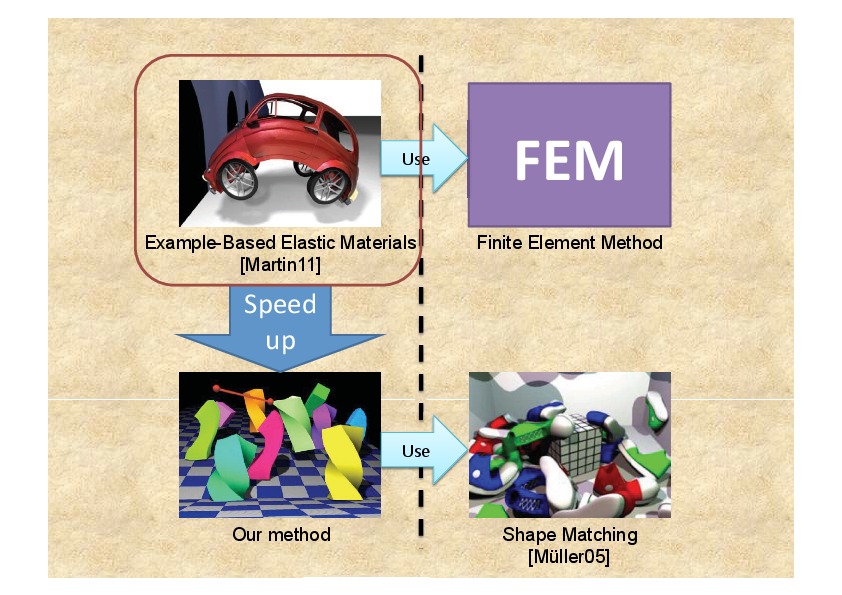 Use
FEM
Example-Based Elastic Materials
[Martin11]
Finite Element Method
Speed
up
Use
Our method
Shape Matching
[Müller05]